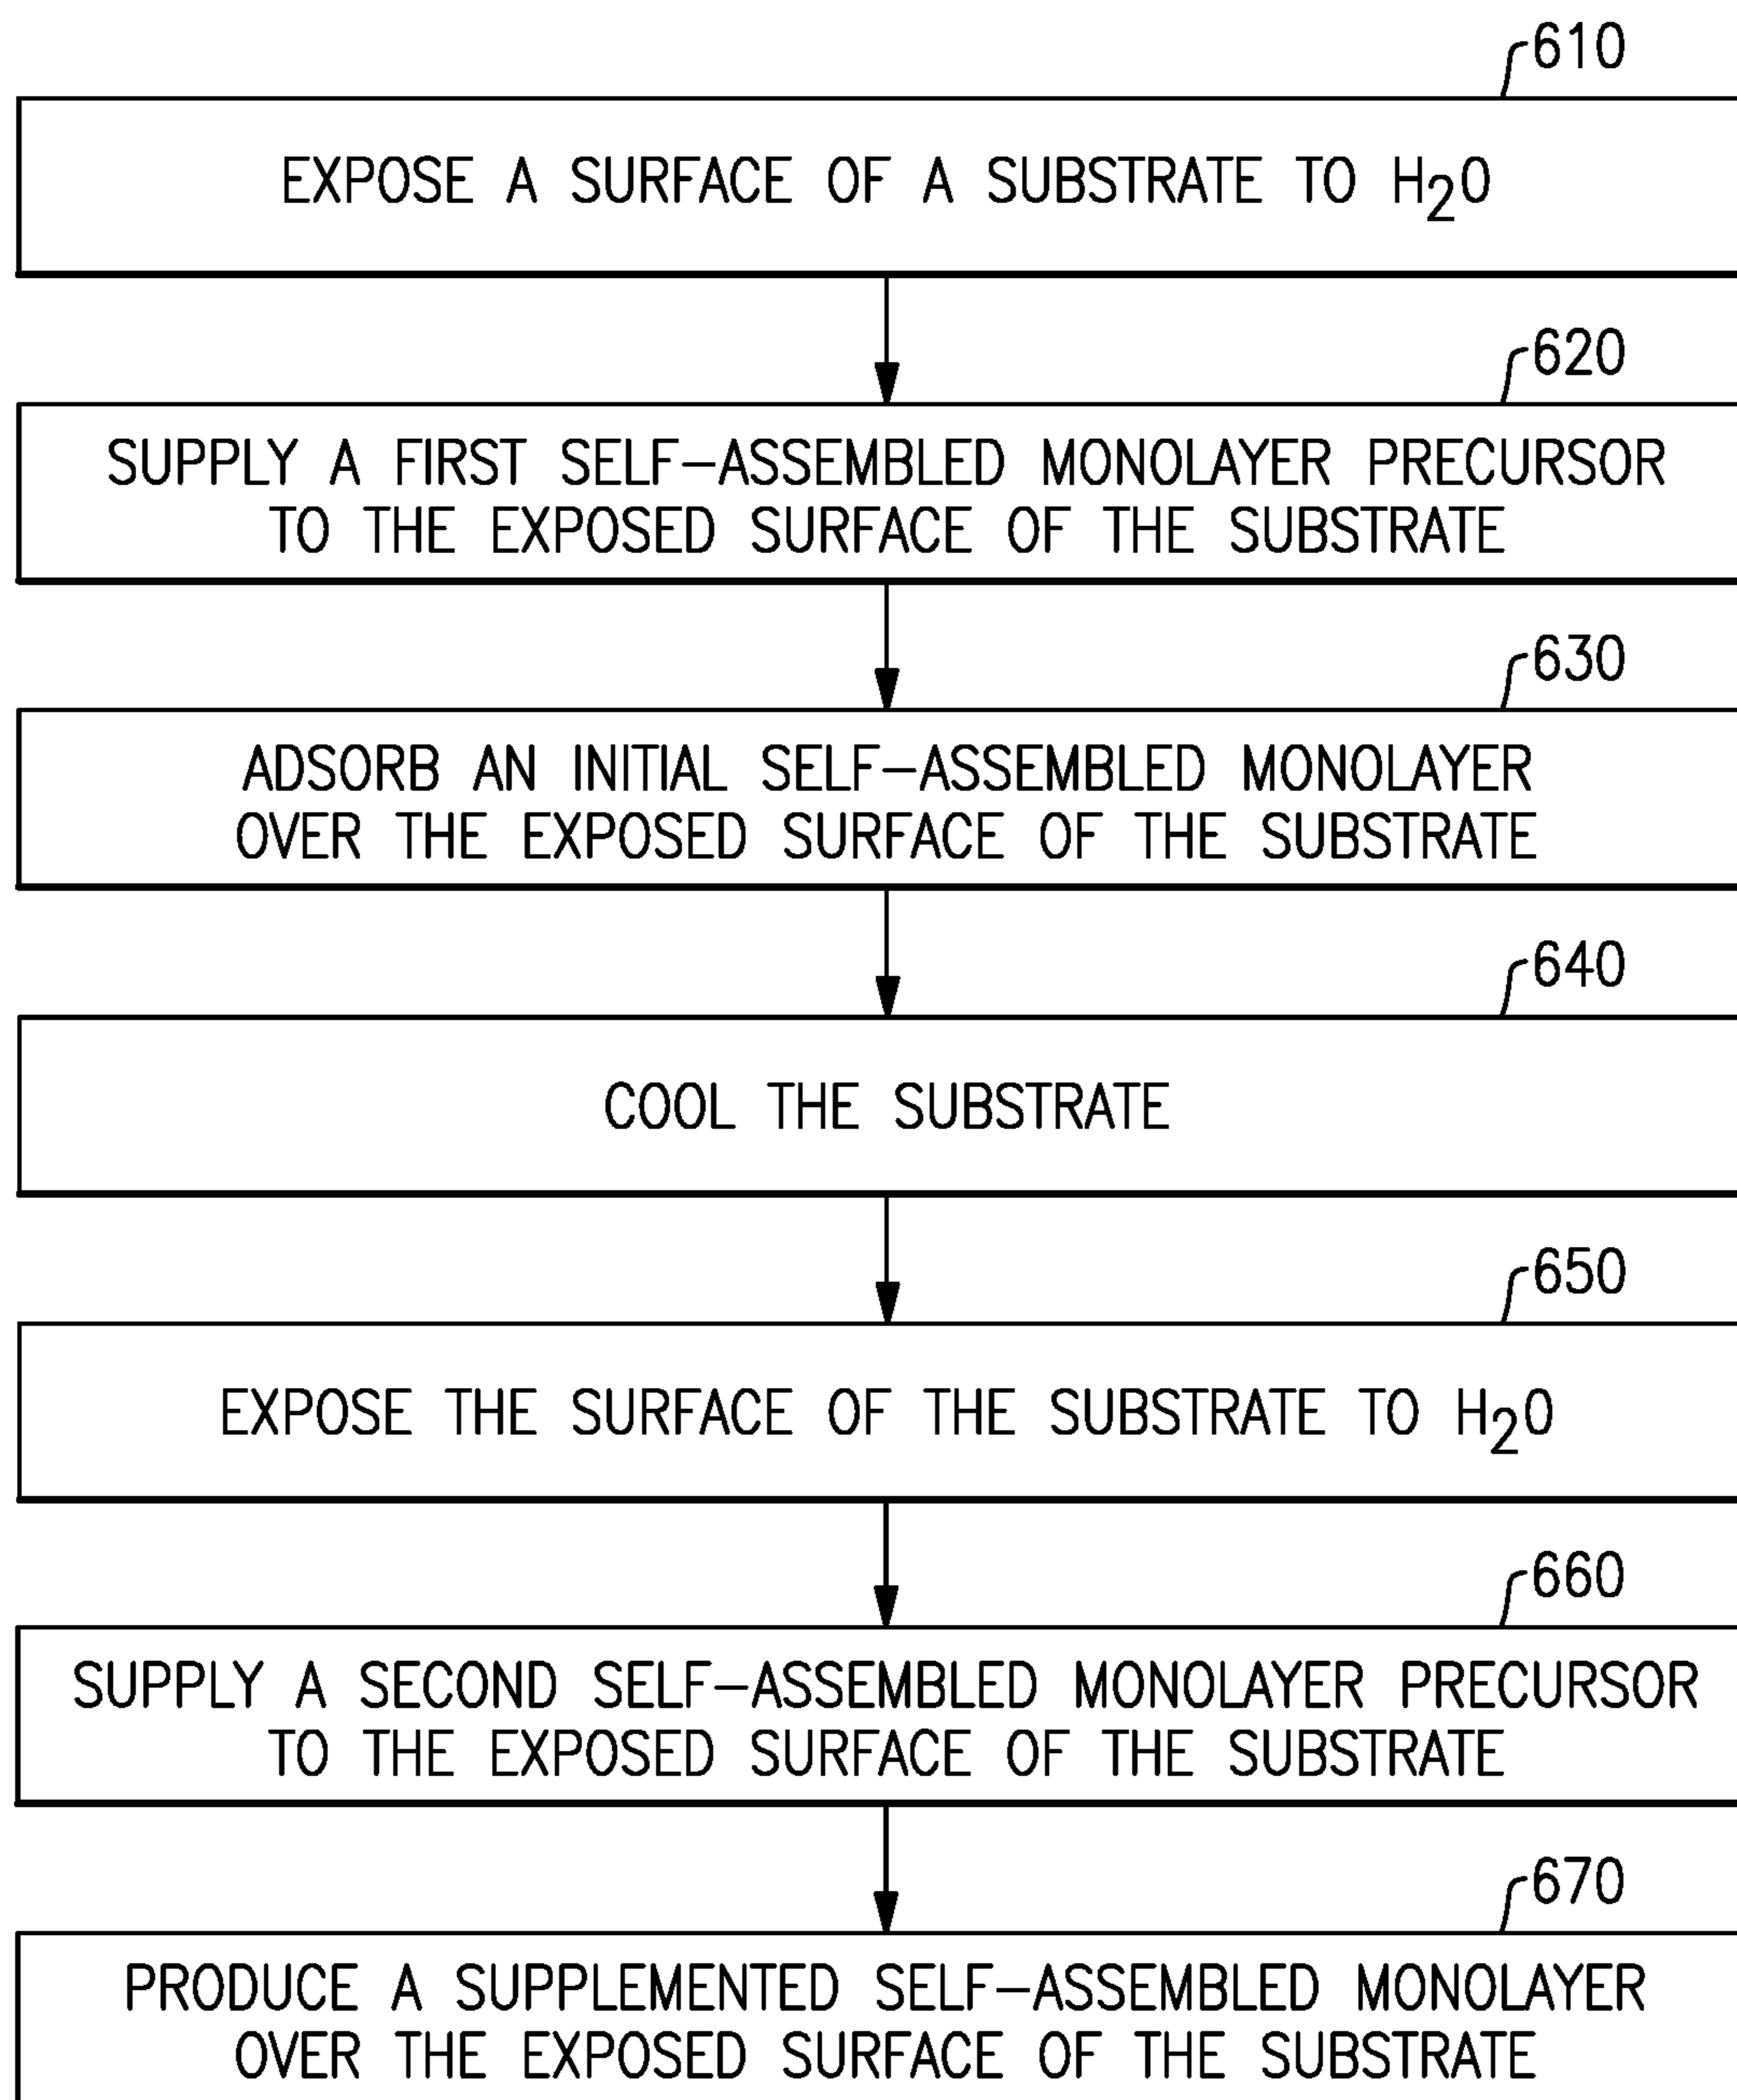 610
EXPOSE A SURFACE OF A SUBSTRATE TO H₂O
620
SUPPLY A FIRST SELF-ASSEMBLED MONOLAYER PRECURSOR
TO THE EXPOSED SURFACE OF THE SUBSTRATE
630
ADSORB AN INITIAL SELF-ASSEMBLED MONOLAYER
OVER THE EXPOSED SURFACE OF THE SUBSTRATE
640
COOL THE SUBSTRATE
650
EXPOSE THE SURFACE OF THE SUBSTRATE TO H₂O
660
SUPPLY A SECOND SELF-ASSEMBLED MONOLAYER PRECURSOR
TO THE EXPOSED SURFACE OF THE SUBSTRATE
670
PRODUCE A SUPPLEMENTED SELF-ASSEMBLED MONOLAYER
OVER THE EXPOSED SURFACE OF THE SUBSTRATE